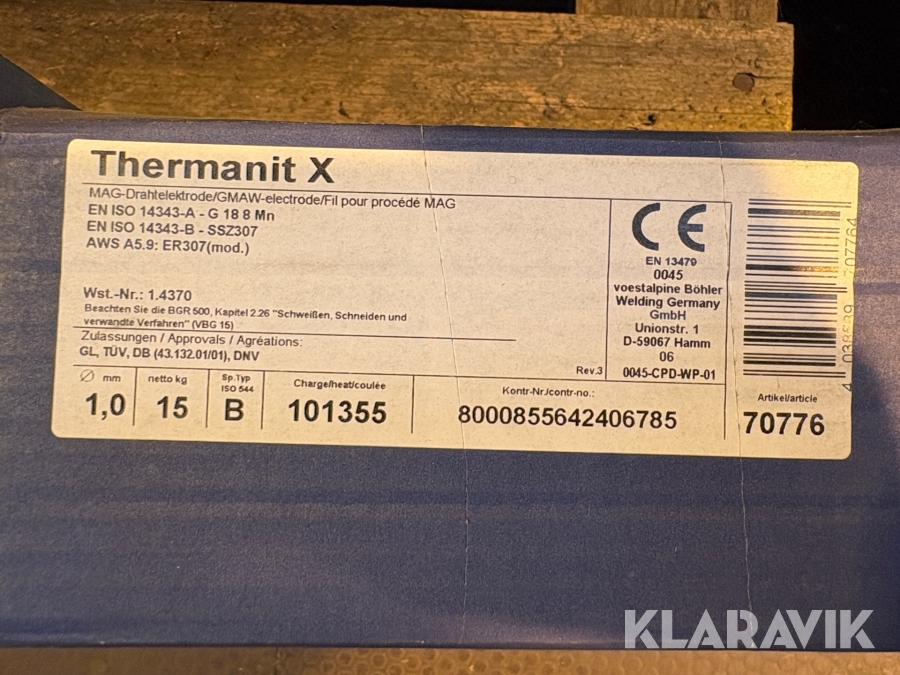 Thermanit X
MAG-Drahtelektrode/GMAW-electrode/Fil pour procédé MAG
EN ISO 14343-A - G 18 8 Mn
EN ISO 14343-B - SSZ307
AWS A5.9: ER307(mod.)
Wst.-Nr.: 1.4370
Beachten Sie die BGR 500, Kapitel 2.26 "Schweißen, Schneiden und
verwandte Verfahren" (VBG 15)
Zulassungen / Approvals / Agréations:
GL, TÜV, DB (43.132.01/01), DNV
Rev.3
CE
EN 13479
0045
voestalpine Böhler
Welding Germany
GmbH
Unionstr. 1
D-59067 Hamm
06
0045-CPD-WP-01
Ø mm
1,0
netto kg
15
Sp.Typ
ISO 544
B
Charge/heat/coulée
101355
Kontr-Nr./contr-no.:
8000855642406785
Artikel/article
70776
KLARAVIK